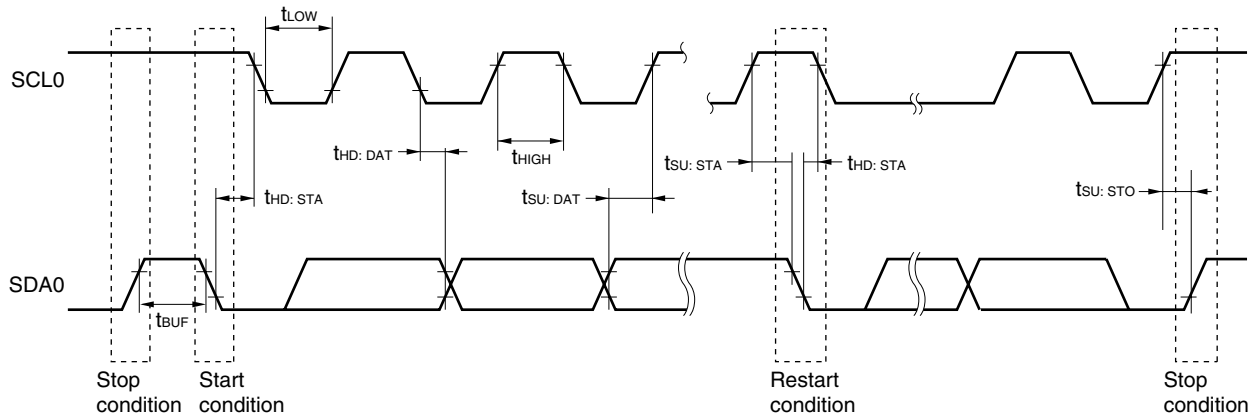 tLOW
SCL0
tHD: DAT
tHIGH
tSU: STA
tHD: STA
tHD: STA
tSU: DAT
tSU: STO
SDA0
tBUF
Stop
condition
Start
condition
Restart
condition
Stop
condition